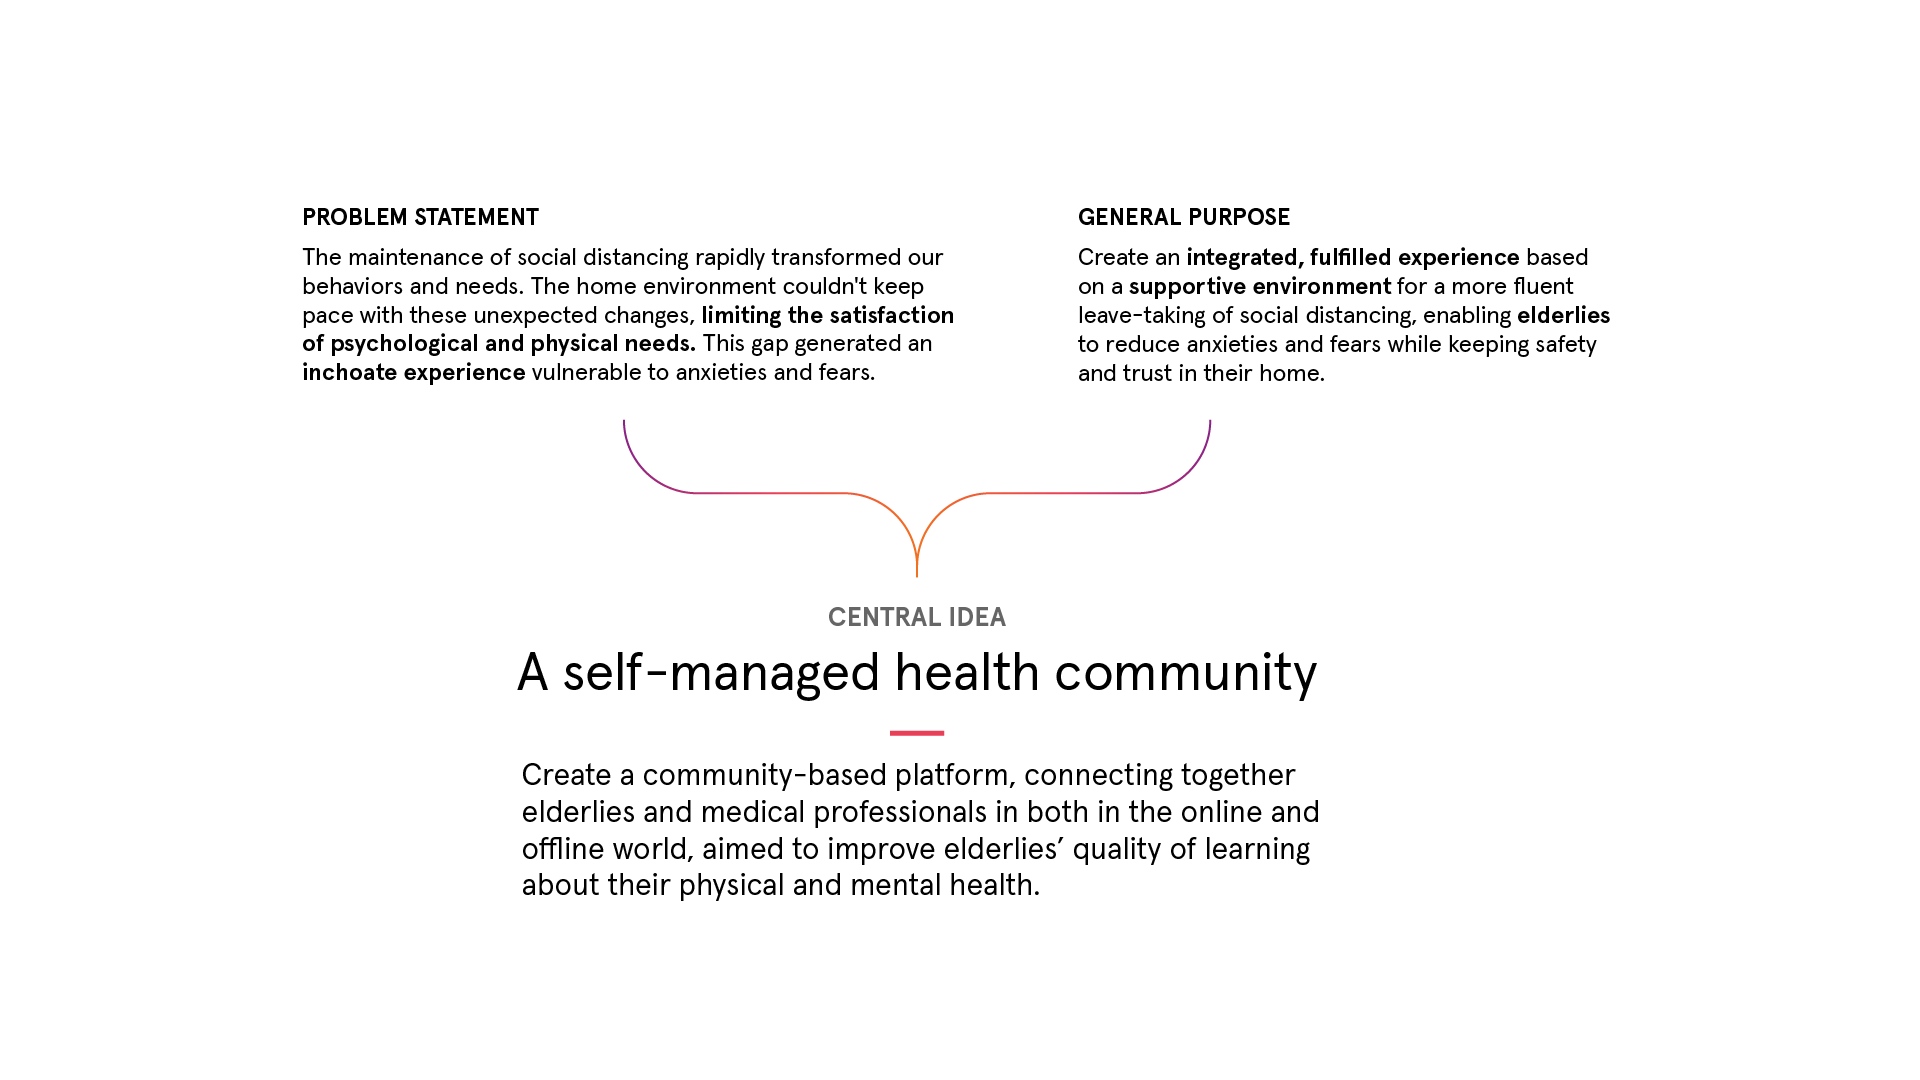 PROBLEM STATEMENT
The maintenance of social distancing rapidly transformed our
behaviors and needs. The home environment couldn't keep
pace with these unexpected changes, limiting the satisfaction
of psychological and physical needs. This gap generated an
inchoate experience vulnerable to anxieties and fears.
GENERAL PURPOSE
Create an integrated, fulfilled experience based
on a supportive environment for a more fluent
leave-taking of social distancing, enabling elderlies
to reduce anxieties and fears while keeping safety
and trust in their home.
CENTRAL IDEA
A self-managed health community
Create a community-based platform, connecting together
elderlies and medical professionals in both in the online and
offline world, aimed to improve elderlies’ quality of learning
about their physical and mental health.